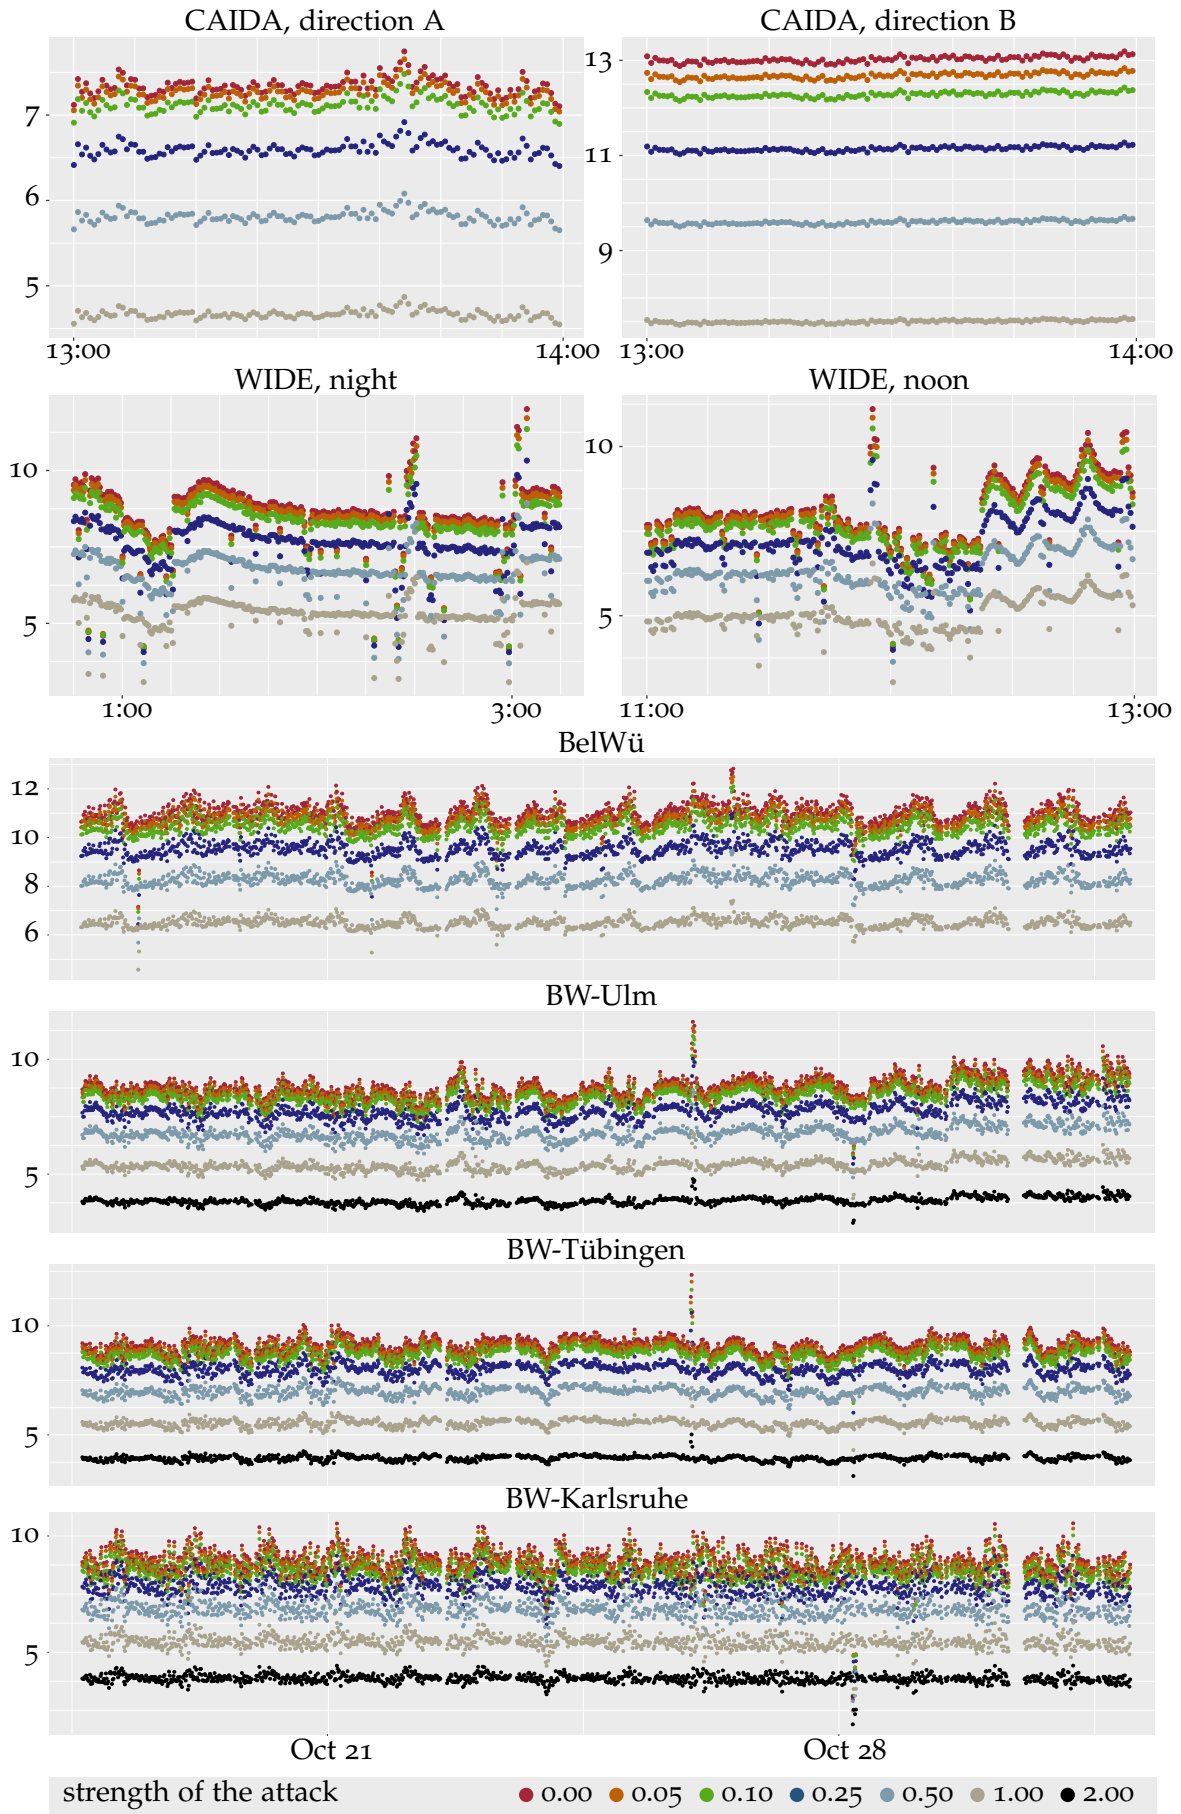 CAIDA, direction A
7
6
5
13:00 14:00
CAIDA, direction B
13
11
9
13:00 14:00
WIDE, night
10
5
1:00 3:00
WIDE, noon
10
5
11:00 13:00
BelWü
12
10
8
6
BW-Ulm
10
5
BW-Tübingen
10
5
BW-Karlsruhe
10
5
Oct 21 Oct 28
strength of the attack 0.00 0.05 0.10 0.25 0.50 1.00 2.00